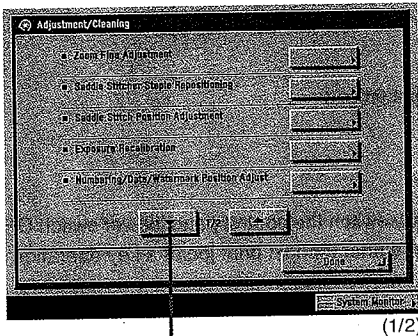 Adjustment/Cleaning
Zoom Fine Adjustment
Saddle Stitcher Staple Repositioning
Saddle Stitch Position Adjustment
Exposure Recalibration
Numbering/Date/Watermark Position Adjust
1/2
Done
System Monitor
(1/2)